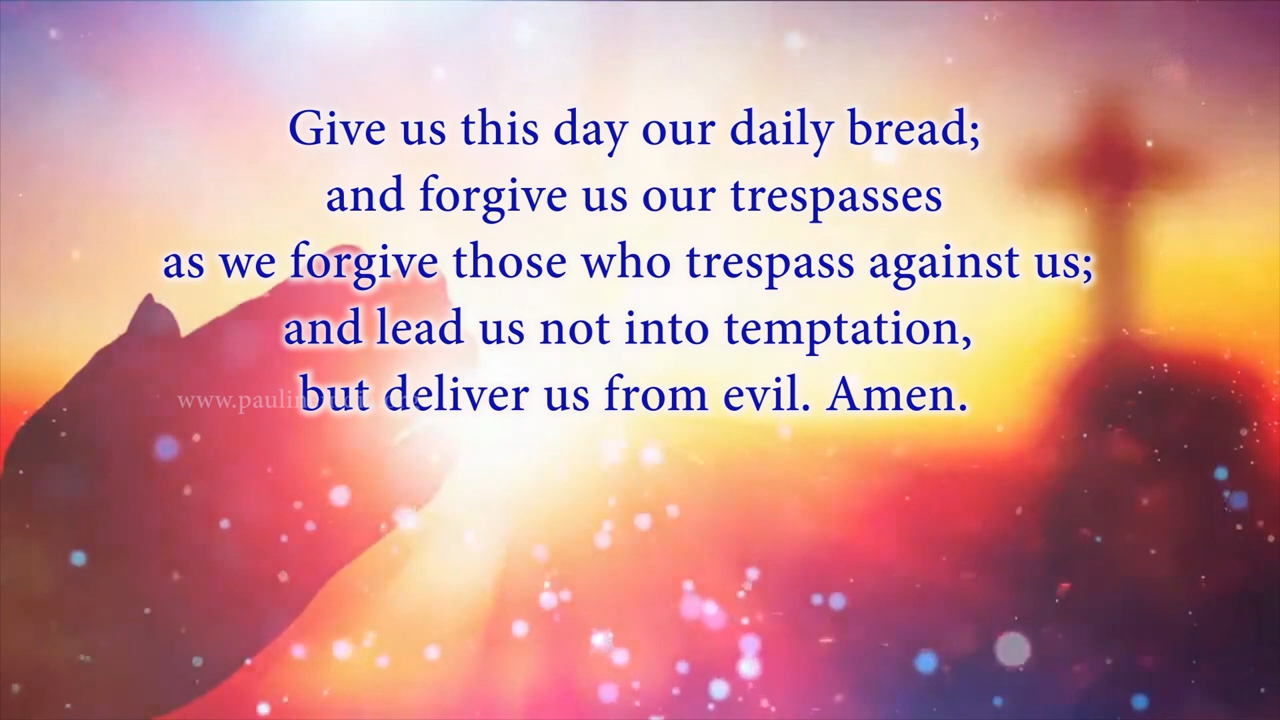 Give us this day our daily bread;
and forgive us our trespasses
as we forgive those who trespass against us;
and lead us not into temptation,
but deliver us from evil. Amen.